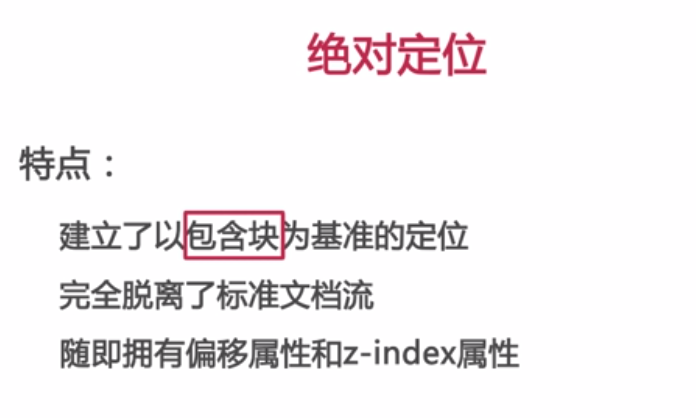 绝对定位
特点：
建立了以包含块为基准的定位
完全脱离了标准文档流
随即拥有偏移属性和z-index属性